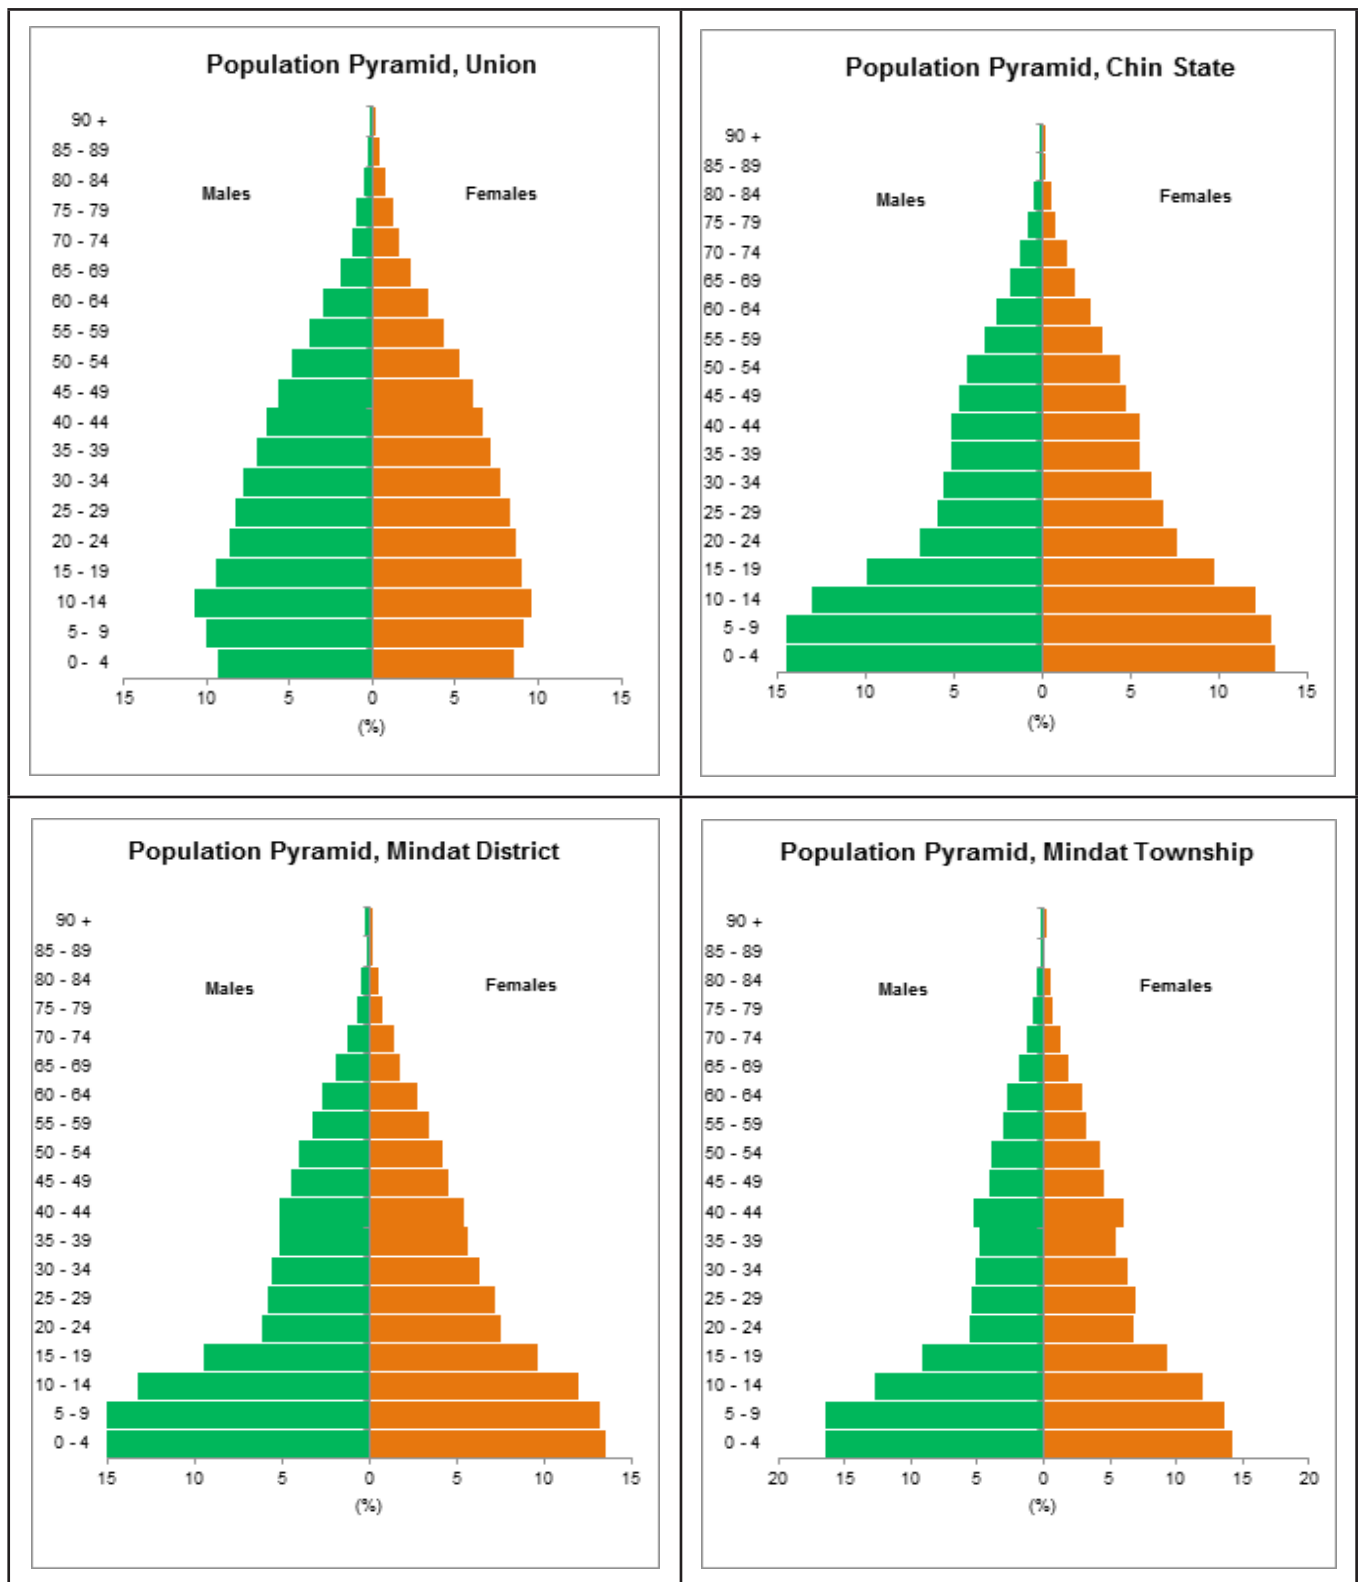 Population Pyramid, Union
90 +
85 - 89
80 - 84
Males
Females
75 - 79
70 - 74
65 - 69
60 - 64
55 - 59
50 - 54
45 - 49
40 - 44
35 - 39
30 - 34
25 - 29
20 - 24
15 - 19
10 -14
5 - 9
0 - 4
15 10 5 0 5 10 15
(%)
Population Pyramid, Chin State
90 +
85 - 89
80 - 84
Males
Females
75 - 79
70 - 74
65 - 69
60 - 64
55 - 59
50 - 54
45 - 49
40 - 44
35 - 39
30 - 34
25 - 29
20 - 24
15 - 19
10 - 14
5 - 9
0 - 4
15 10 5 0 5 10 15
(%)
Population Pyramid, Mindat District
90 +
85 - 89
80 - 84
Males
Females
75 - 79
70 - 74
65 - 69
60 - 64
55 - 59
50 - 54
45 - 49
40 - 44
35 - 39
30 - 34
25 - 29
20 - 24
15 - 19
10 - 14
5 - 9
0 - 4
15 10 5 0 5 10 15
(%)
Population Pyramid, Mindat Township
90 +
85 - 89
80 - 84
Males
Females
75 - 79
70 - 74
65 - 69
60 - 64
55 - 59
50 - 54
45 - 49
40 - 44
35 - 39
30 - 34
25 - 29
20 - 24
15 - 19
10 - 14
5 - 9
0 - 4
20 15 10 5 0 5 10 15 20
(%)